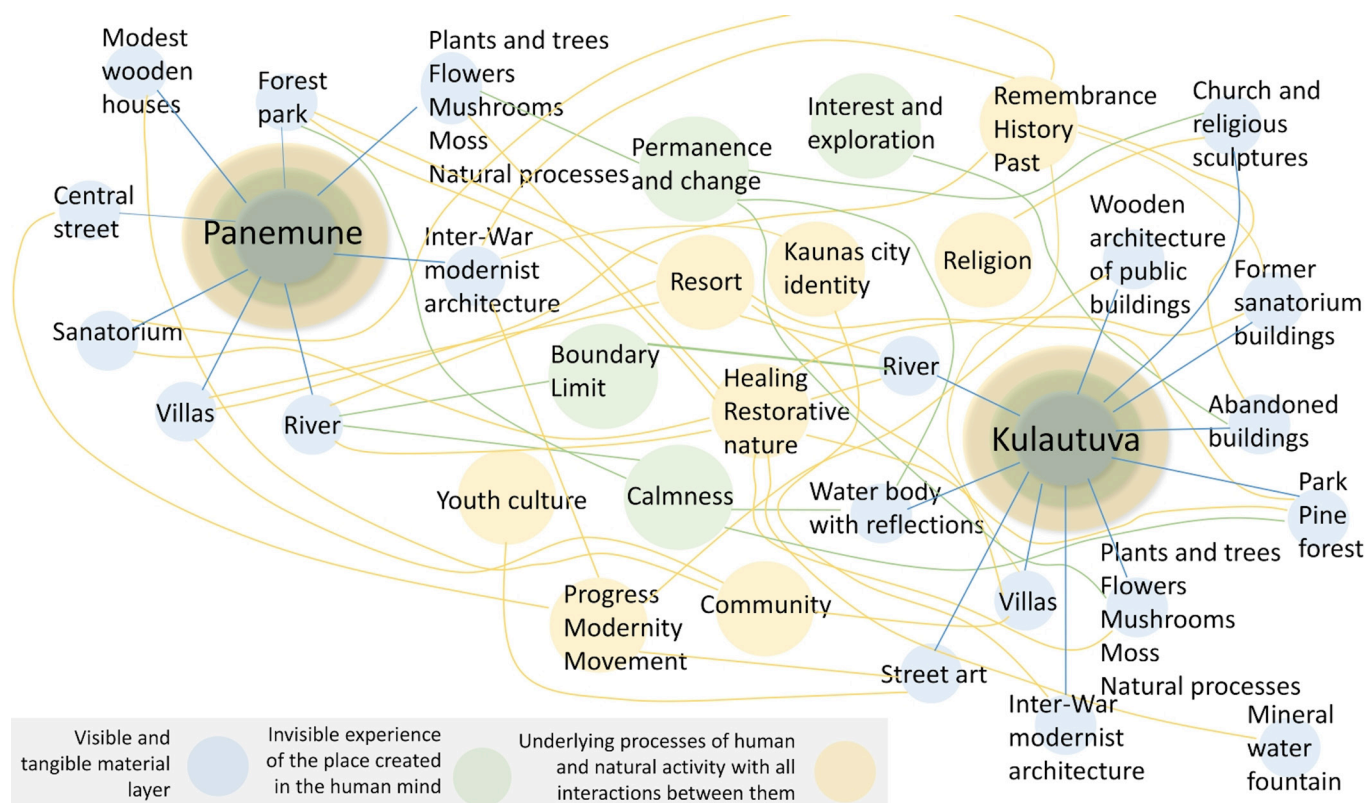 Modest
wooden
houses
Forest
park
Plants and trees
Flowers
Mushrooms
Moss
Natural processes
Interest and
exploration
Remembrance
History
Past
Church and
religious
sculptures
Permanence
and change
Central
street
Panemune
Inter-War
modernist
architecture
Resort
Kaunas city
identity
Religion
Wooden
architecture
of public
buildings
Former
sanatorium
buildings
Sanatorium
Villas
River
Boundary
Limit
Healing
Restorative
nature
River
Kulautuva
Abandoned
buildings
Youth culture
Calmness
Water body
with reflections
Park
Pine
forest
Progress
Modernity
Movement
Community
Villas
Plants and trees
Flowers
Mushrooms
Moss
Natural processes
Street art
Inter-War
modernist
architecture
Mineral
water
fountain
Visible and
tangible material
layer
Invisible experience
of the place created
in the human mind
Underlying processes of human
and natural activity with all
interactions between them